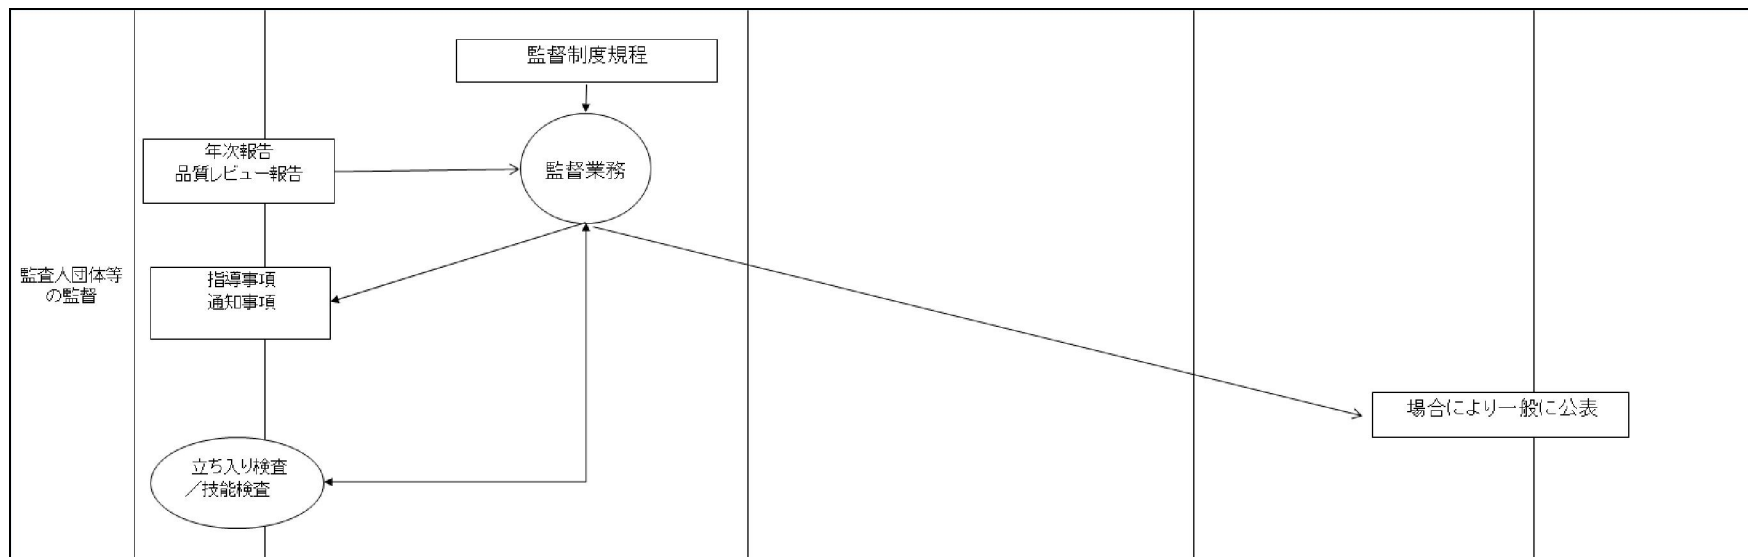 監督制度規程
年次報告
品質レビュー報告
監督業務
監査人団体等
の監督
指導事項
通知事項
場合により一般に公表
立ち入り検査
／技能検査